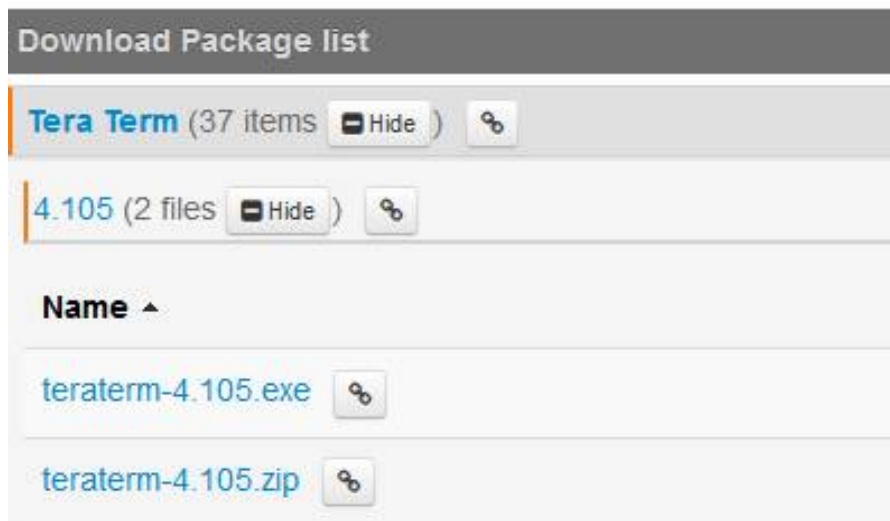 Download Package list
Tera Term (37 items Hide )
4.105 (2 files Hide )
Name
teraterm-4.105.exe
teraterm-4.105.zip